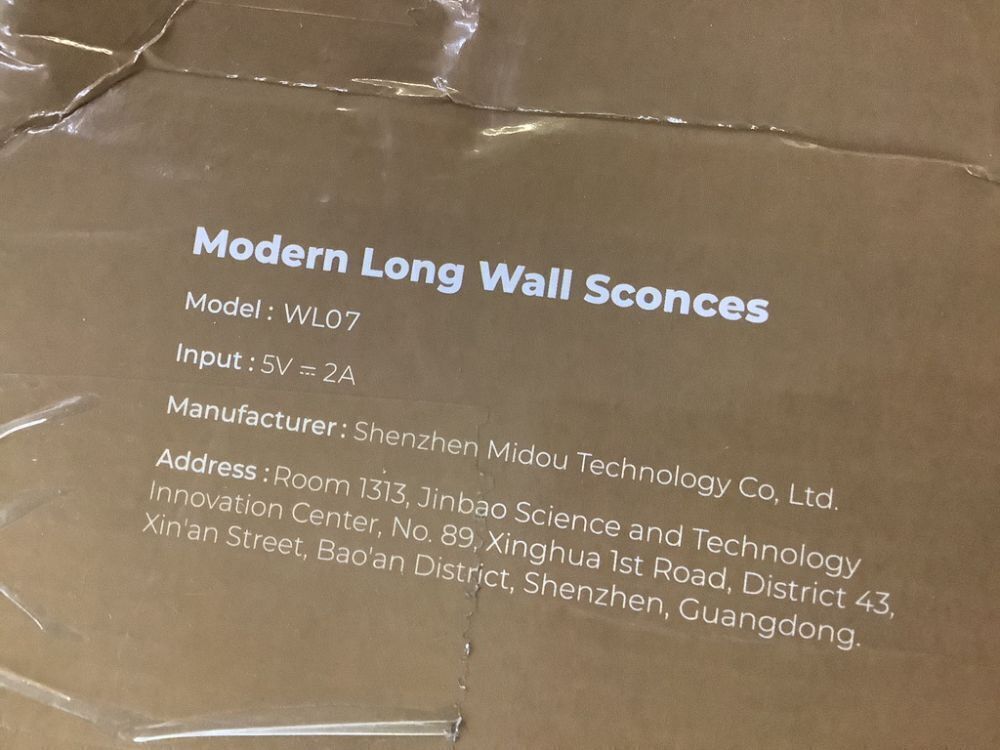 Modern Long Wall Sconces
Model : WL07
Input : 5V ⎓ 2A
Manufacturer : Shenzhen Midou Technology Co, Ltd.
Address : Room 1313, Jinbao Science and Technology
Innovation Center, No. 89, Xinghua 1st Road, District 43,
Xin'an Street, Bao'an District, Shenzhen, Guangdong.